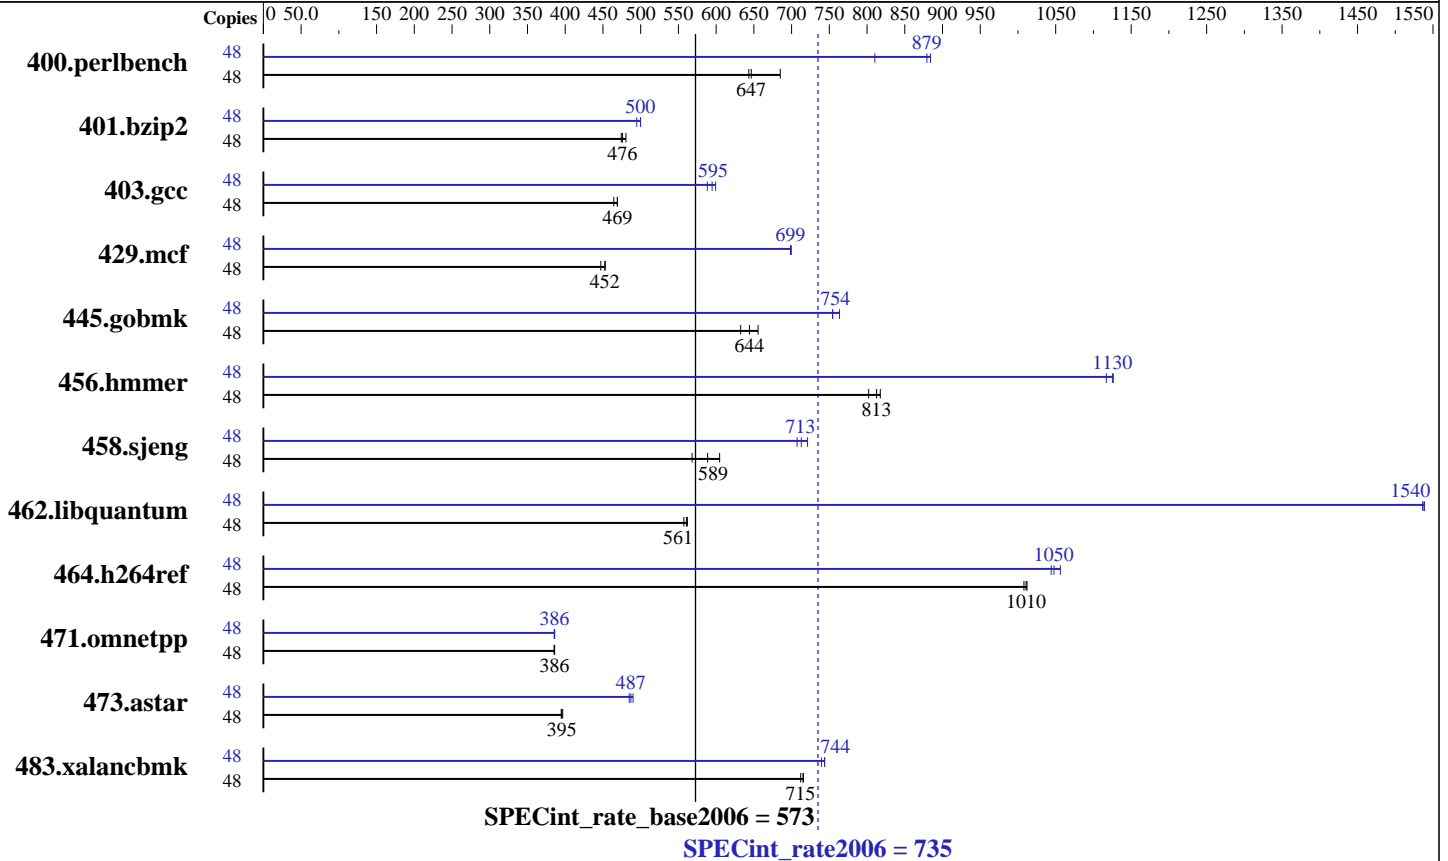 Copies 0 50.0 150 200 250 300 350 400 450 500 550 600 650 700 750 800 850 900 950 1050 1150 1250 1350 1450 1550
400.perlbench 48 879
48 647
401.bzip2 48 500
48 476
403.gcc 48 595
48 469
429.mcf 48 699
48 452
445.gobmk 48 754
48 644
456.hmmer 48 1130
48 813
458.sjeng 48 713
48 589
462.libquantum 48 1540
48 561
464.h264ref 48 1050
48 1010
471.omnetpp 48 386
48 386
473.astar 48 487
48 395
483.xalancbmk 48 744
48 715
SPECint_rate_base2006 = 573
SPECint_rate2006 = 735